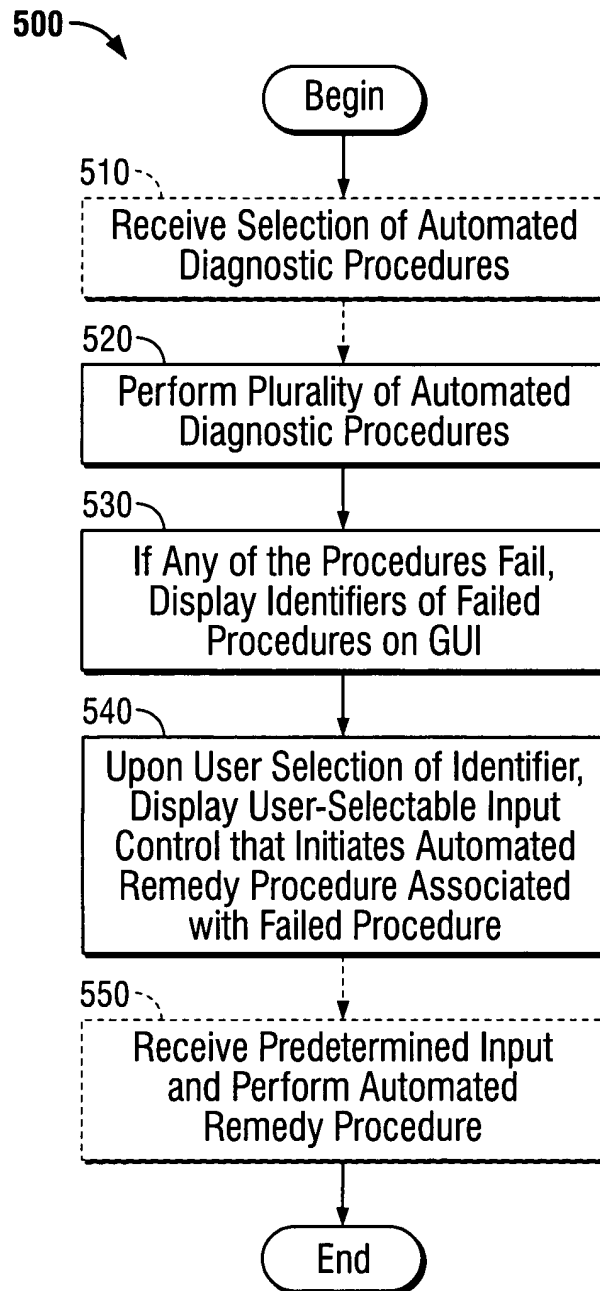 500
Begin
510
Receive Selection of Automated
Diagnostic Procedures
520
Perform Plurality of Automated
Diagnostic Procedures
530
If Any of the Procedures Fail,
Display Identifiers of Failed
Procedures on GUI
540
Upon User Selection of Identifier,
Display User-Selectable Input
Control that Initiates Automated
Remedy Procedure Associated
with Failed Procedure
550
Receive Predetermined Input
and Perform Automated
Remedy Procedure
End